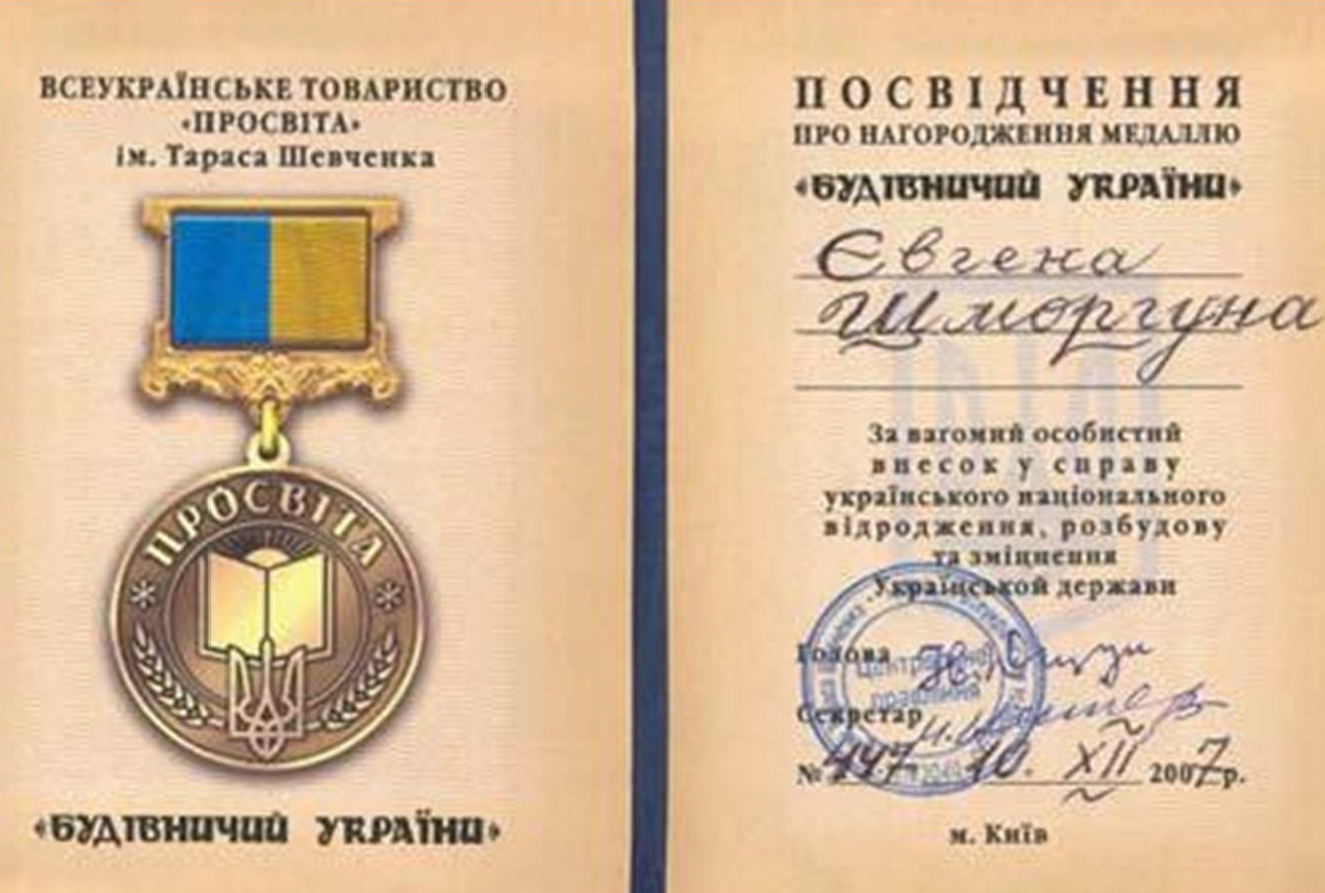 ВСЕУКРАЇНСЬКЕ ТОВАРИСТВО
«ПРОСВІТА»
ім. Тараса Шевченка
ПРОСВІТА
«БУДІВНИЧИЙ УКРАЇНИ»
ПОСВІДЧЕННЯ
ПРО НАГОРОДЖЕННЯ МЕДАЛЛЮ
«БУДІВНИЧИЙ УКРАЇНИ»
Євгена
Шморгуна
За вагомий особистий
внесок у справу
українського національного
відродження, розбудову
та зміцнення
Української держави
Голова
Центральне
правління
Секретар
№ 447 10. XII 2007 р.
м. Київ